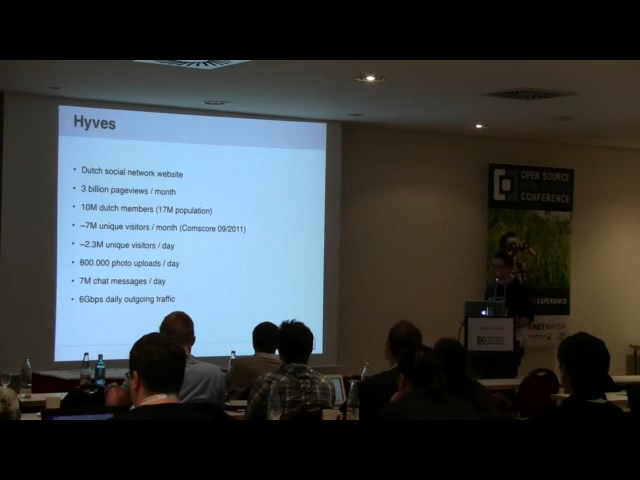 Hyves
• Dutch social network website
• 3 billion pageviews / month
• 10M dutch members (17M population)
• ~7M unique visitors / month (Comscore 09/2011)
• ~2.3M unique visitors / day
• 800.000 photo uploads / day
• 7M chat messages / day
• 6Gbps daily outgoing traffic
OPEN SOURCE
CONFERENCE
EXPERIENCE
NETWAYS